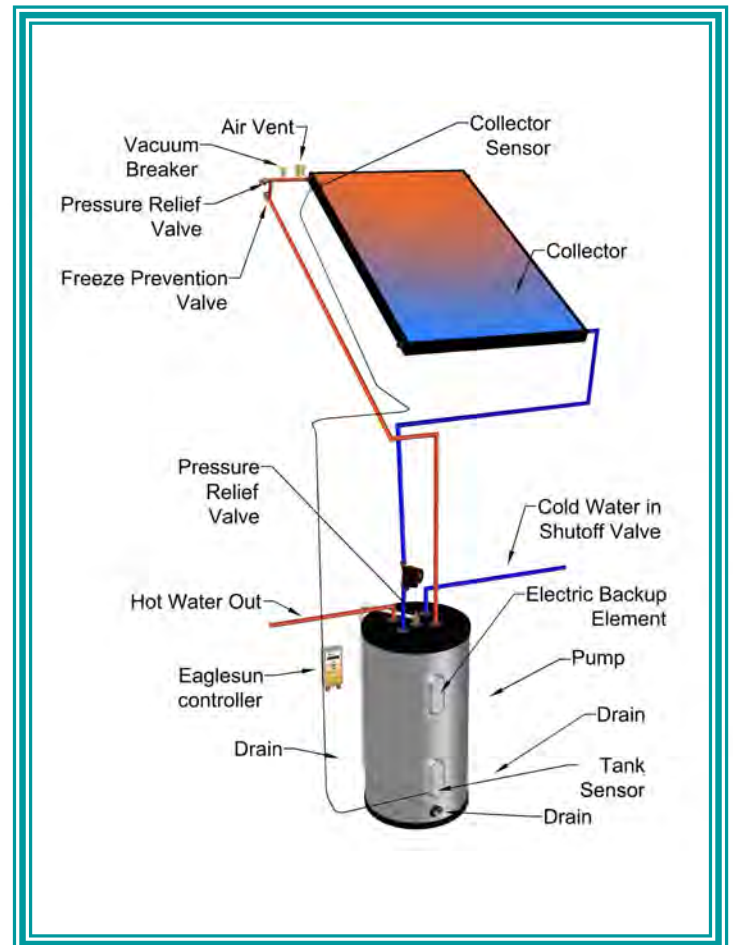 Air Vent
Vacuum
Breaker
Pressure Relief
Valve
Freeze Prevention
Valve
Collector
Sensor
Collector
Pressure
Relief
Valve
Cold Water in
Shutoff Valve
Hot Water Out
Electric Backup
Element
Eaglesun
controller
Pump
Drain
Drain
Tank
Sensor
Drain